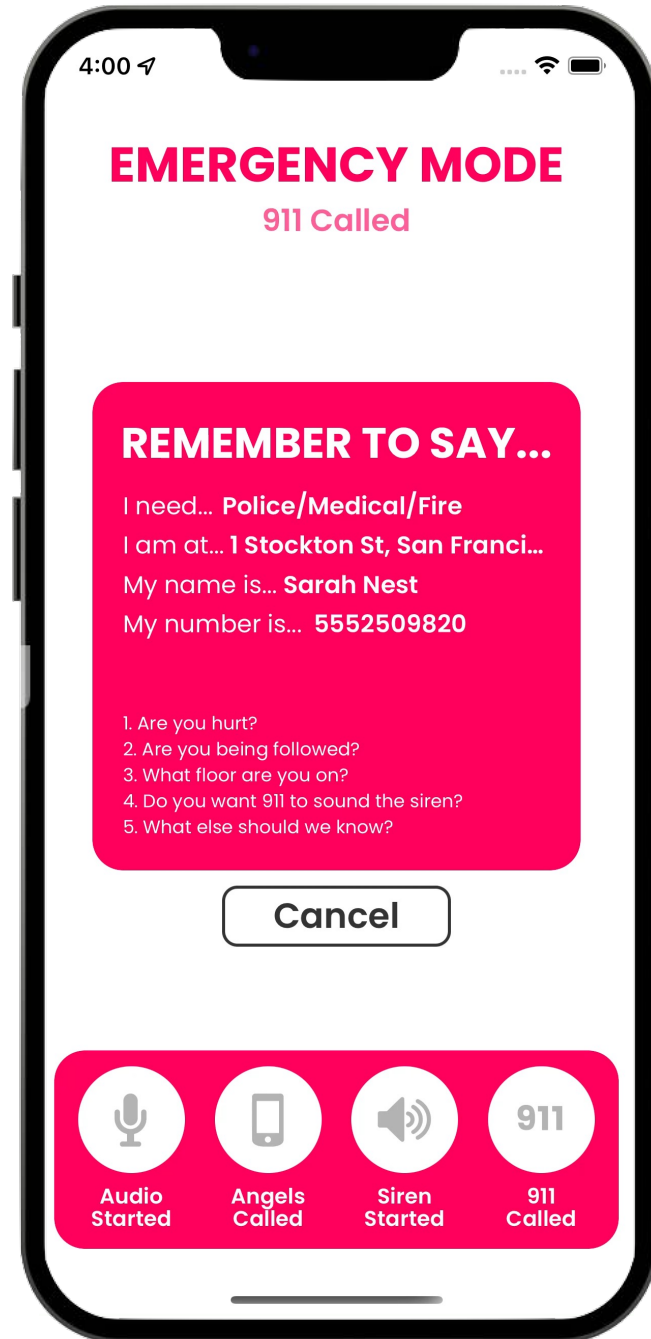 4:00
EMERGENCY MODE
911 Called
REMEMBER TO SAY...
I need... Police/Medical/Fire
I am at... 1 Stockton St, San Franci...
My name is... Sarah Nest
My number is... 5552509820
1. Are you hurt?
2. Are you being followed?
3. What floor are you on?
4. Do you want 911 to sound the siren?
5. What else should we know?
Cancel
911
Audio Started
Angels Called
Siren Started
911 Called